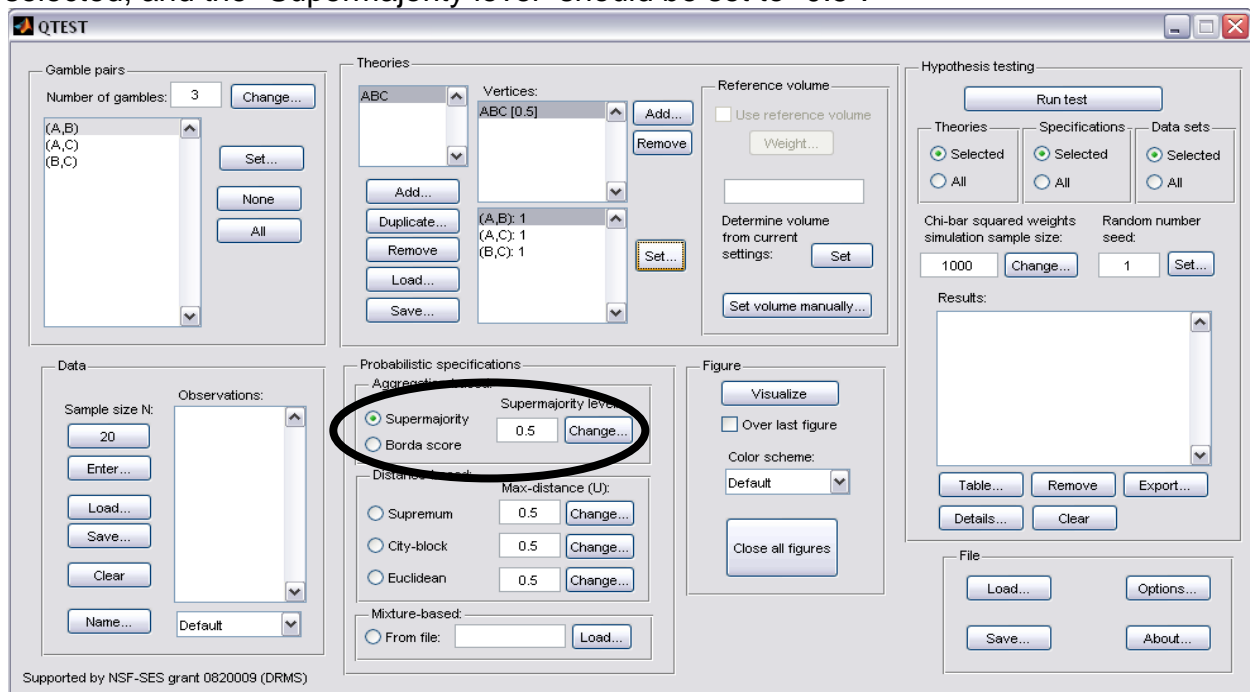 selected, and the "Supermajority level" should be set to "0.5".
QTEST
Gamble pairs
Number of gambles: 3 Change...
(A,B)
(A,C)
(B,C)
Set...
None
All
Theories
ABC
Add...
Duplicate...
Remove
Load...
Save...
Vertices:
ABC [0.5]
Add...
Remove
(A,B): 1
(A,C): 1
(B,C): 1
Set...
Reference volume
Use reference volume
Weight...
Determine volume
from current
settings: Set
Set volume manually...
Hypothesis testing
Run test
Theories
Selected
All
Specifications
Selected
All
Data sets
Selected
All
Chi-bar squared weights
simulation sample size:
1000 Change...
Random number
seed:
1 Set...
Results:
Table... Remove Export...
Details... Clear
Data
Sample size N:
20
Enter...
Load...
Save...
Clear
Name...
Observations:
Default
Probabilistic specifications
Supermajority level:
Supermajority
0.5 Change...
Borda score
Max-distance (U):
Supremum 0.5 Change...
City-block 0.5 Change...
Euclidean 0.5 Change...
Mixture-based:
From file: Load...
Figure
Visualize
Over last figure
Color scheme:
Default
Close all figures
File
Load... Options...
Save... About...
Supported by NSF-SES grant 0820009 (DRMS)